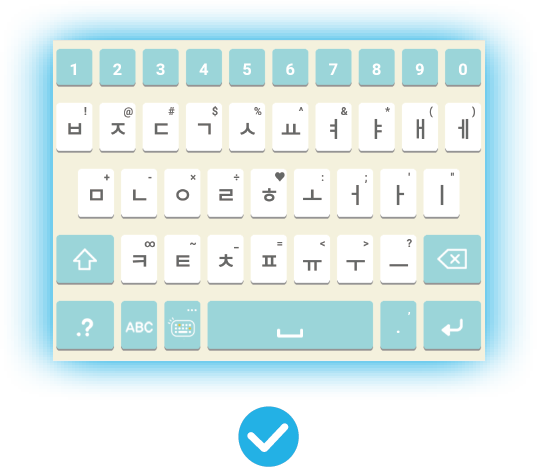 1 2 3 4 5 6 7 8 9 0
! @ # $ % ^ & * ( )
ㅂ ㅈ ㄷ ㄱ ㅅ ㅛ ㅕ ㅑ ㅐ ㅔ
+ - × ÷ ♥ : ; ' "
ㅁ ㄴ ㅇ ㄹ ㅎ ㅗ ㅓ ㅏ ㅣ
∞ ~ _ = < > ?
ㅋ ㅌ ㅊ ㅍ ㅠ ㅜ ㅡ
... '
.? ABC .